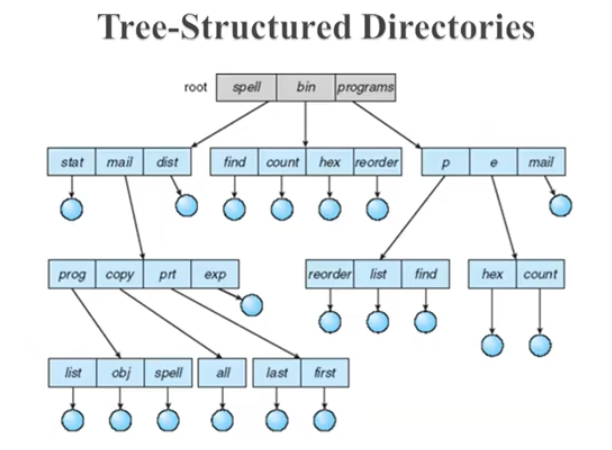 Tree-Structured Directories
root spell bin programs
stat mail dist find count hex reorder p e mail
prog copy prt exp reorder list find hex count
list obj spell all last first